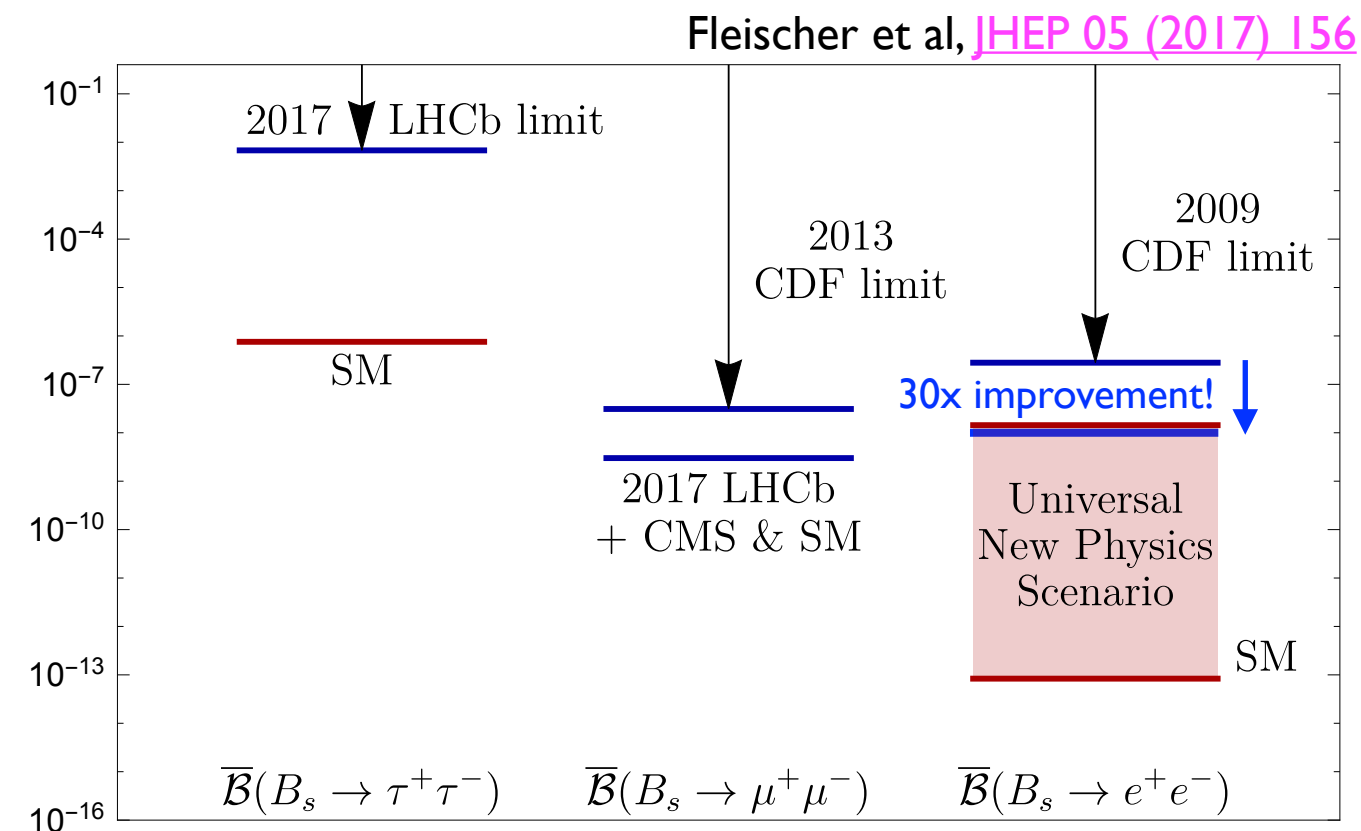 Fleischer et al, JHEP 05 (2017) 156
10⁻¹
10⁻⁴
10⁻⁷
10⁻¹⁰
10⁻¹³
10⁻¹⁶
2017 LHCb limit
SM
2013
CDF limit
2017 LHCb
+ CMS & SM
2009
CDF limit
30x improvement!
Universal
New Physics
Scenario
SM
B̅(Bₛ → τ⁺τ⁻)
B̅(Bₛ → μ⁺μ⁻)
B̅(Bₛ → e⁺e⁻)